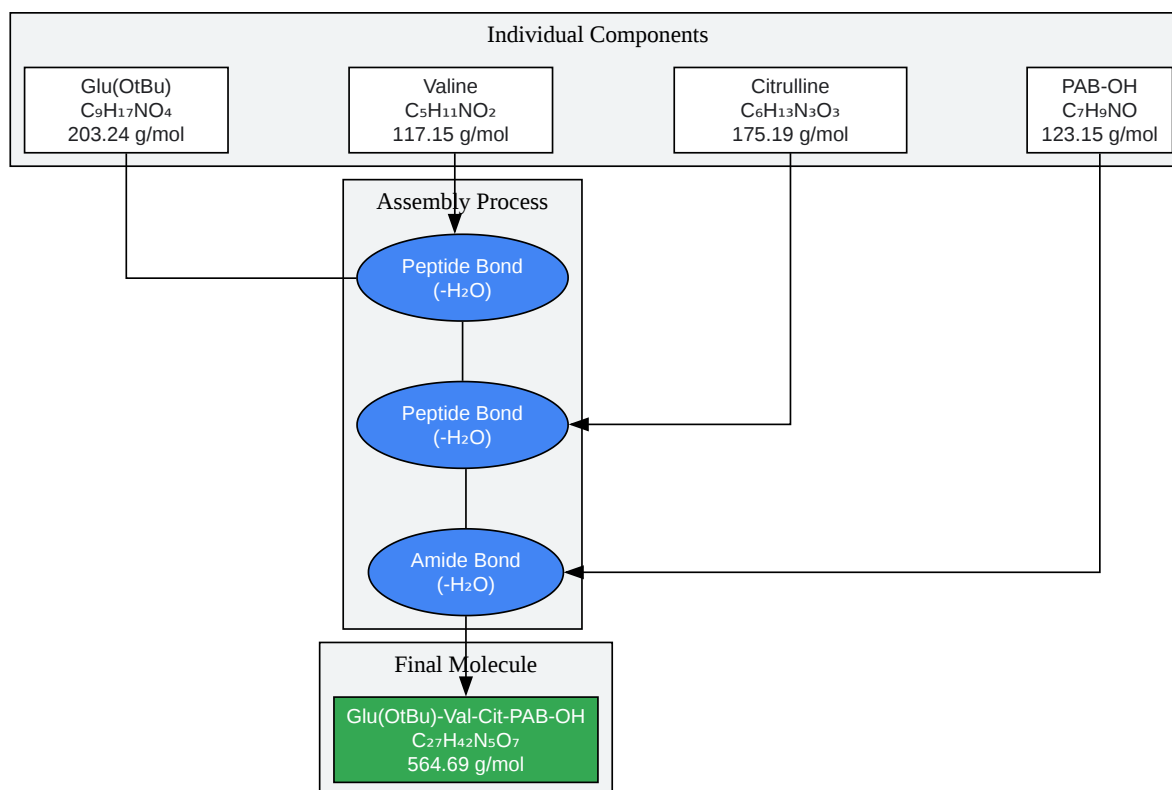 Individual Components
Glu(OtBu)
C₉H₁₇NO₄
203.24 g/mol
Valine
C₅H₁₁NO₂
117.15 g/mol
Citrulline
C₆H₁₃N₃O₃
175.19 g/mol
PAB-OH
C₇H₉NO
123.15 g/mol
Assembly Process
Peptide Bond
(-H₂O)
Peptide Bond
(-H₂O)
Amide Bond
(-H₂O)
Final Molecule
Glu(OtBu)-Val-Cit-PAB-OH
C₂₇H₄₂N₅O₇
564.69 g/mol